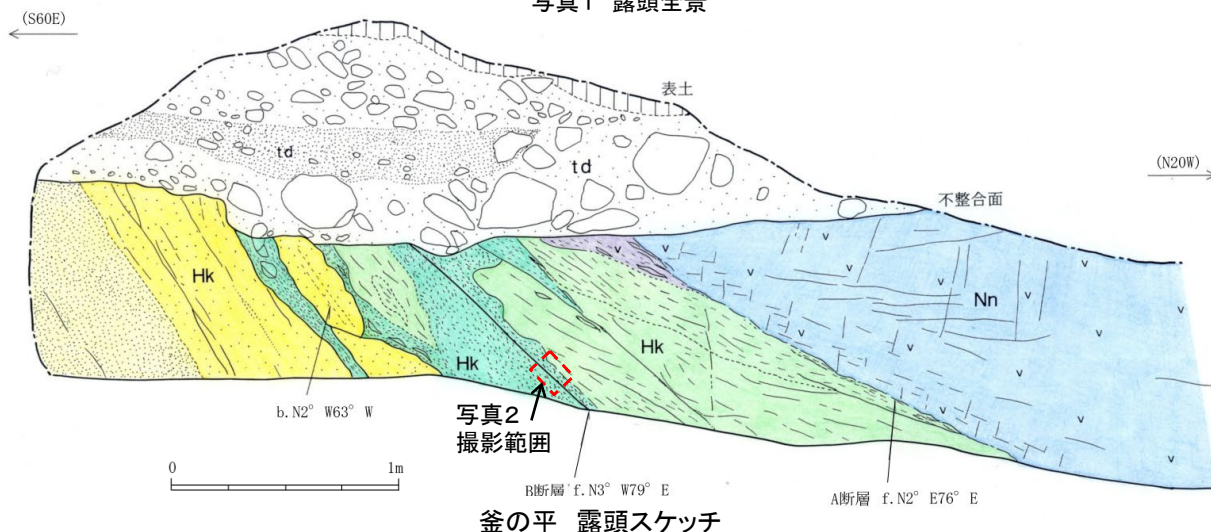 写真1 露頭全景
(S60E)
表土
td
td
(N20W)
不整合面
Hk
Nn
Hk
Hk
b.N2° W63° W
写真2
撮影範囲
0 1m
B断層 f.N3° W79° E
A断層 f.N2° E76° E
釜の平 露頭スケッチ